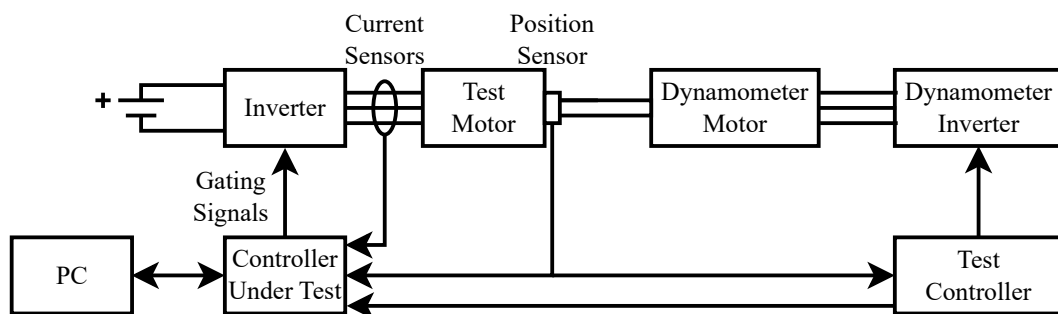 Current
Sensors
Position
Sensor
+
Inverter
Test
Motor
Dynamometer
Motor
Dynamometer
Inverter
Gating
Signals
PC
Controller
Under Test
Test
Controller